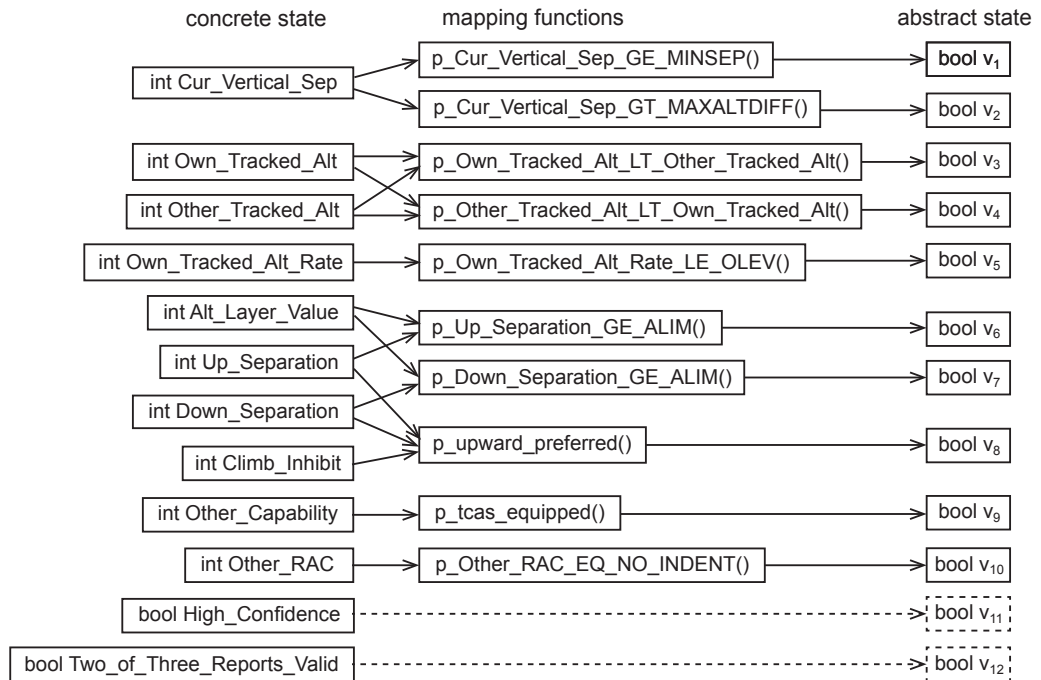 concrete state mapping functions abstract state
int Cur_Vertical_Sep
p_Cur_Vertical_Sep_GE_MINSEP() bool v1
p_Cur_Vertical_Sep_GT_MAXALTDIFF() bool v2
int Own_Tracked_Alt p_Own_Tracked_Alt_LT_Other_Tracked_Alt() bool v3
int Other_Tracked_Alt p_Other_Tracked_Alt_LT_Own_Tracked_Alt() bool v4
int Own_Tracked_Alt_Rate p_Own_Tracked_Alt_Rate_LE_OLEV() bool v5
int Alt_Layer_Value p_Up_Separation_GE_ALIM() bool v6
int Up_Separation p_Down_Separation_GE_ALIM() bool v7
int Down_Separation
p_upward_preferred() bool v8
int Climb_Inhibit
int Other_Capability p_tcas_equipped() bool v9
int Other_RAC p_Other_RAC_EQ_NO_INDENT() bool v10
bool High_Confidence bool v11
bool Two_of_Three_Reports_Valid bool v12